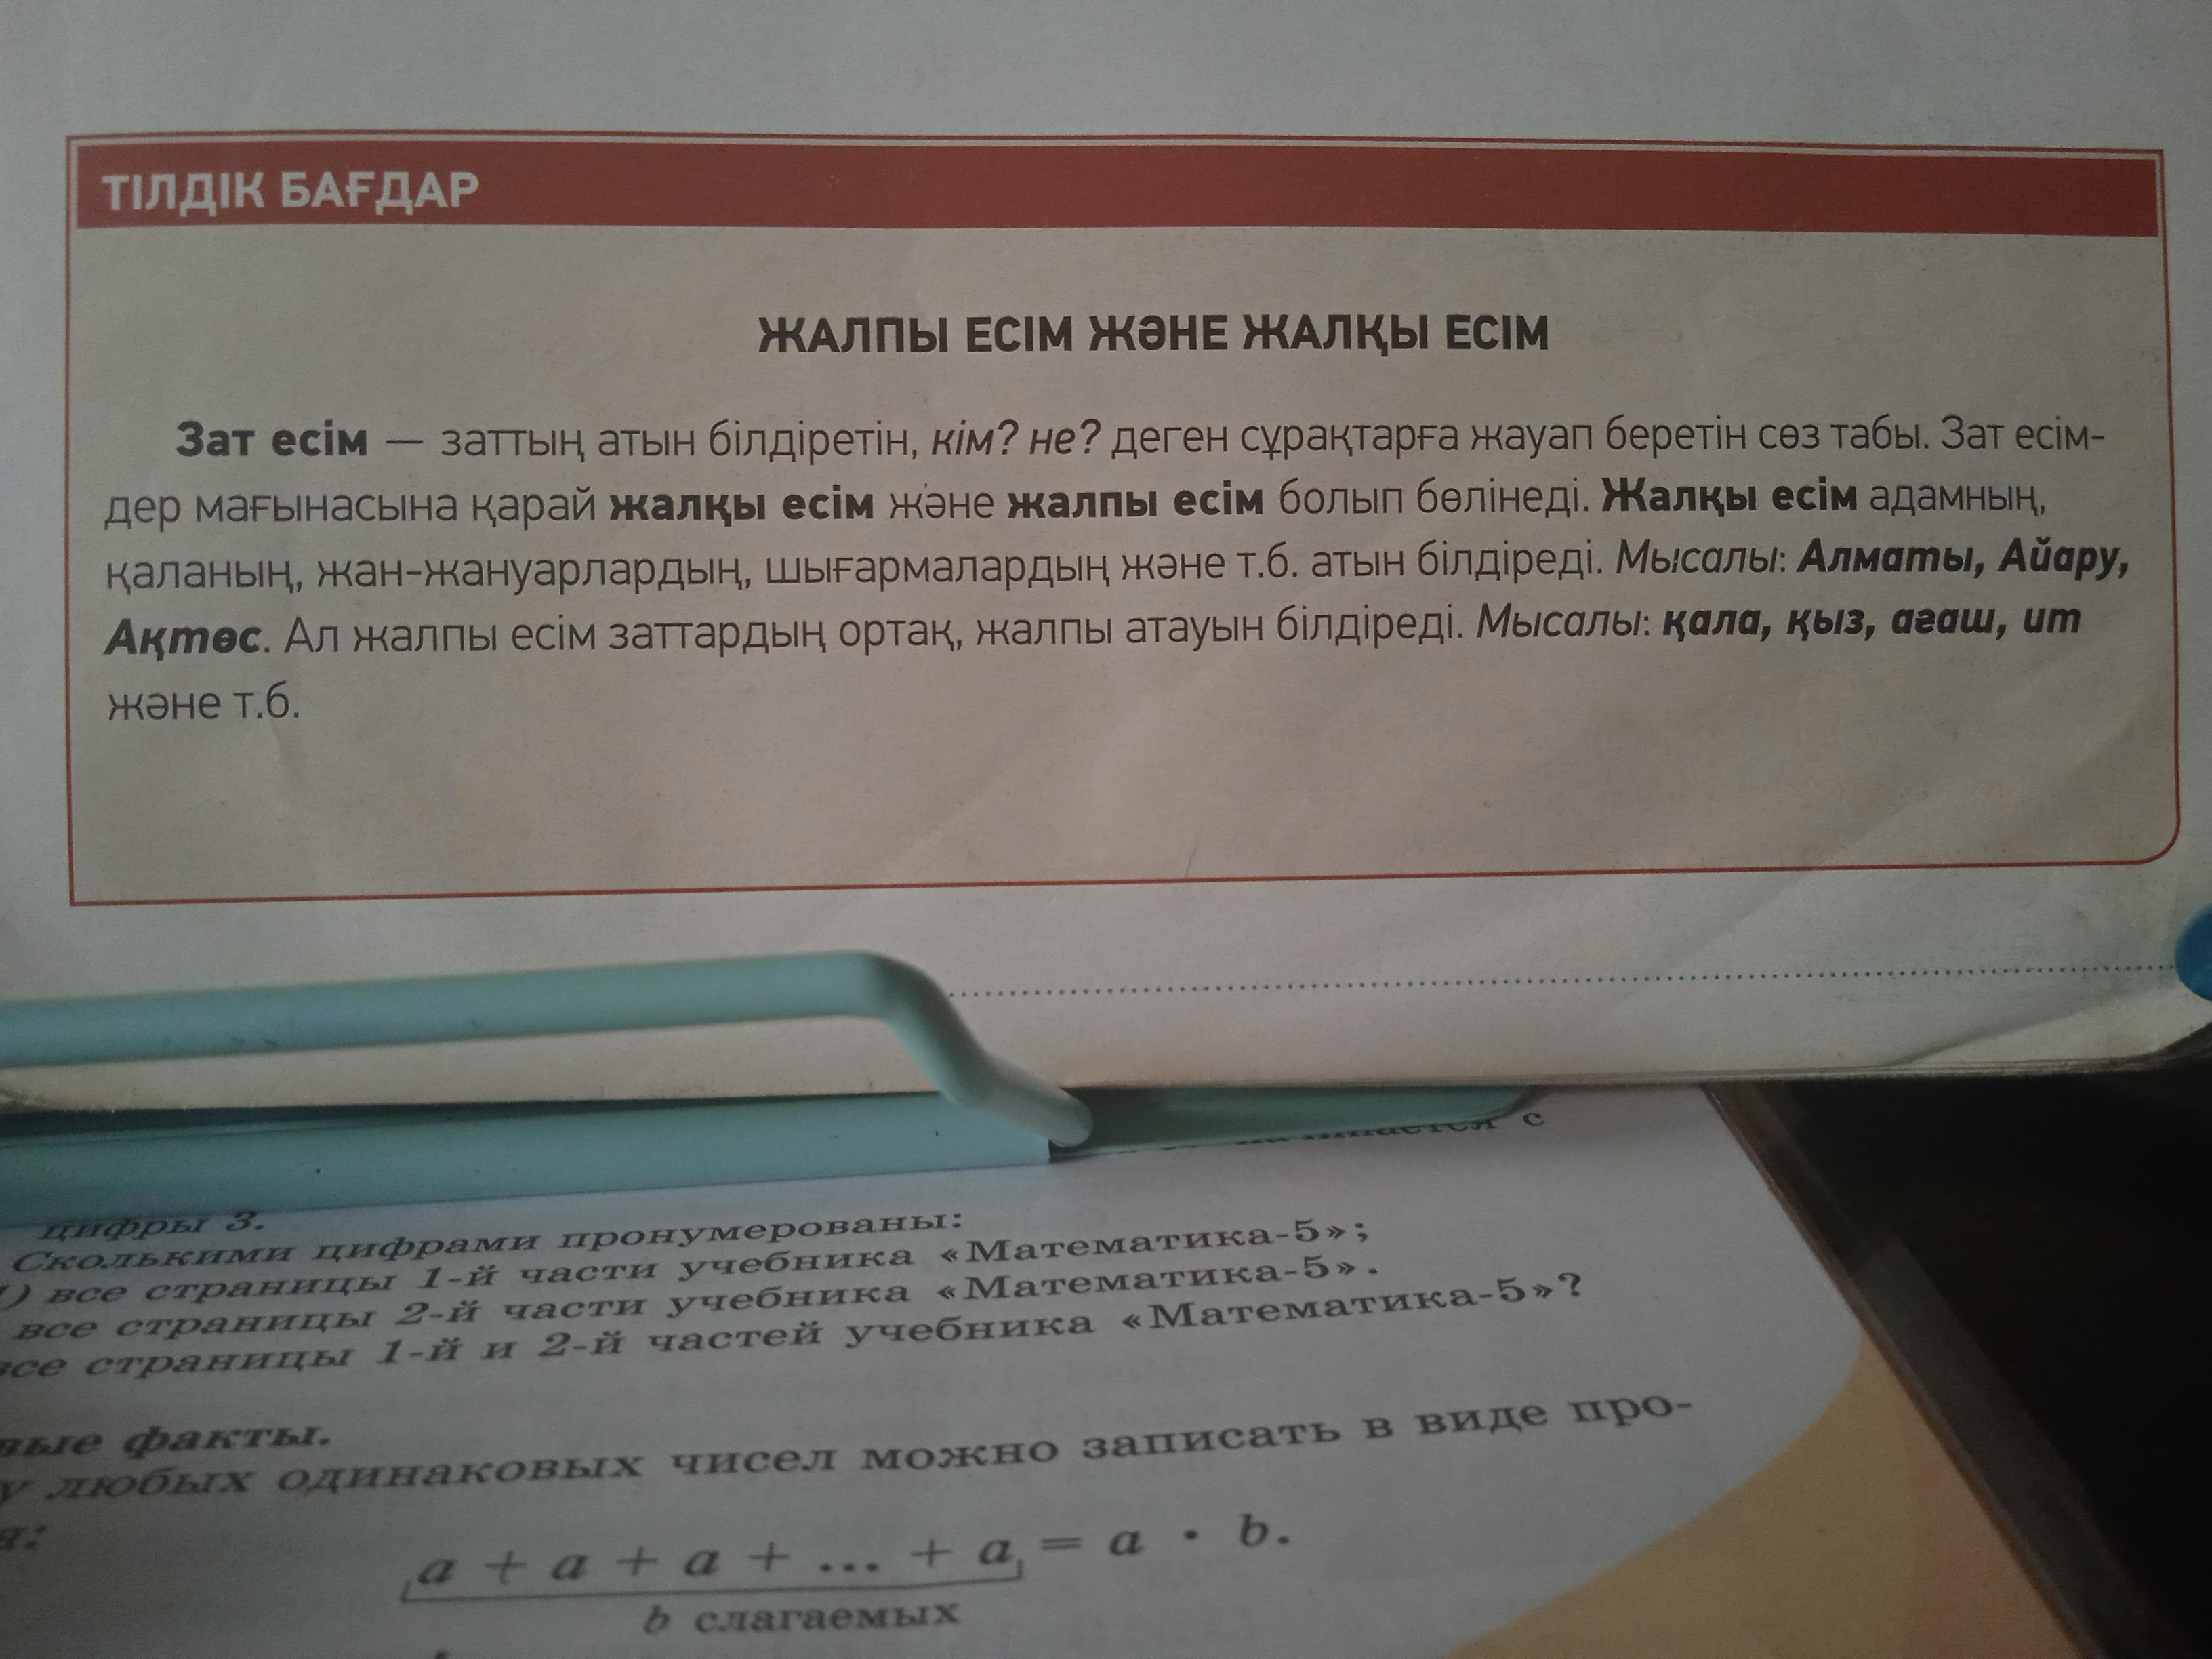 ТІЛДІК БАҒДАР
ЖАЛПЫ ЕСІМ ЖӘНЕ ЖАЛҚЫ ЕСІМ
Зат есім — заттың атын білдіретін, кім? не? деген сұрақтарға жауап беретін сөз табы. Зат есім-
дер мағынасына қарай жалқы есім және жалпы есім болып бөлінеді. Жалқы есім адамның,
қаланың, жан-жануарлардың, шығармалардың және т.б. атын білдіреді. Мысалы: Алматы, Айару,
Ақтөс. Ал жалпы есім заттардың ортақ, жалпы атауын білдіреді. Мысалы: қала, қыз, ағаш, ит
және т.б.
с
цифры 3.
Сколькими цифрами пронумерованы:
) все страницы 1-й части учебника «Математика-5»;
все страницы 2-й части учебника «Математика-5».
все страницы 1-й и 2-й частей учебника «Математика-5»?
факты.
любых одинаковых чисел можно записать в виде про-
a + a + a + ... + a = a · b.
b слагаемых